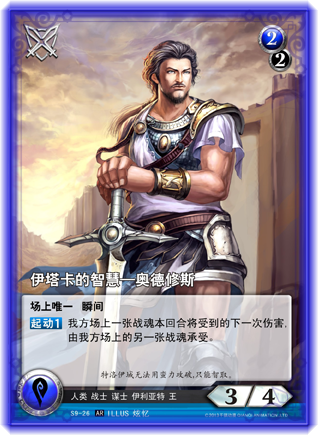 2
2
伊塔卡的智慧—奥德修斯
场上唯一 瞬间
起动1 我方场上一张战魂本回合将受到的下一次伤害,
由我方场上的另一张战魂承受。
特洛伊城无法用蛮力攻破,只能智取。
人类 战士 谋士 伊利亚特 王
3 / 4
S9-26 AR ILLUS 炫忆